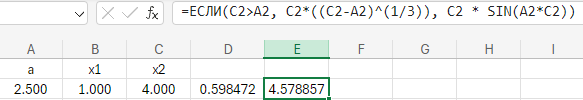 fx =ЕСЛИ(C2>A2, C2*((C2-A2)^(1/3)), C2 * SIN(A2*C2))
A B C D E F G H I
a x1 x2
2.500 1.000 4.000 0.598472 4.578857